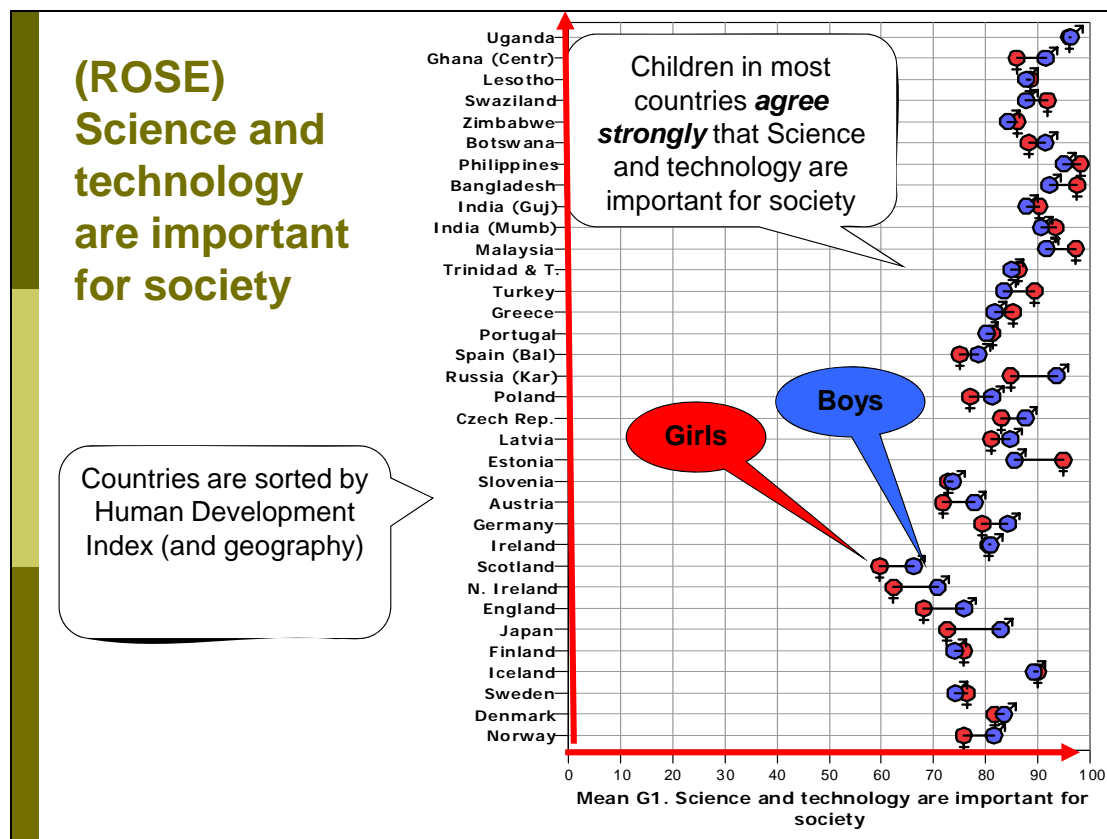 (ROSE)
Science and
technology
are important
for society
Countries are sorted by
Human Development
Index (and geography)
Children in most
countries agree
strongly that Science
and technology are
important for society
Girls
Boys
Uganda
Ghana (Centr)
Lesotho
Swaziland
Zimbabwe
Botswana
Philippines
Bangladesh
India (Guj)
India (Mumb)
Malaysia
Trinidad & T.
Turkey
Greece
Portugal
Spain (Bal)
Russia (Kar)
Poland
Czech Rep.
Latvia
Estonia
Slovenia
Austria
Germany
Ireland
Scotland
N. Ireland
England
Japan
Finland
Iceland
Sweden
Denmark
Norway
0 10 20 30 40 50 60 70 80 90 100
Mean G1. Science and technology are important for
society